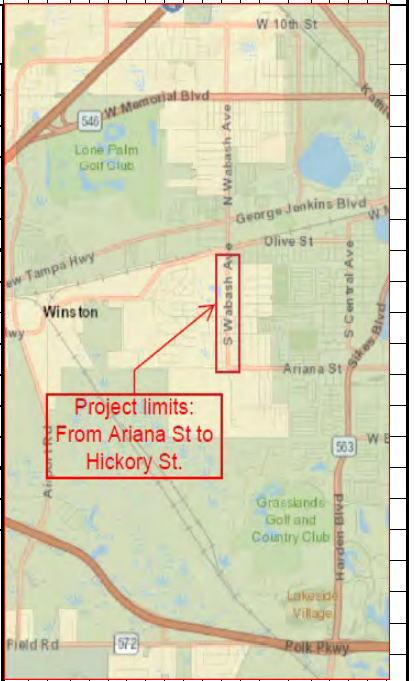 W 10th St
W Memorial Blvd
546
Lone Palm
Golf Club
N Wabash Ave
George Jenkins Blvd
W
Olive St
ew Tampa Hwy
S Wabash Ave
S Central Ave
Winston
wy
Sikes Blvd
Ariana St
Project limits:
From Ariana St to
Hickory St.
563
W
Airport Rd
Grasslands
Golf and
Country Club
Harden Blvd
Lakeside
Village
Field Rd
572
Polk Pkwy